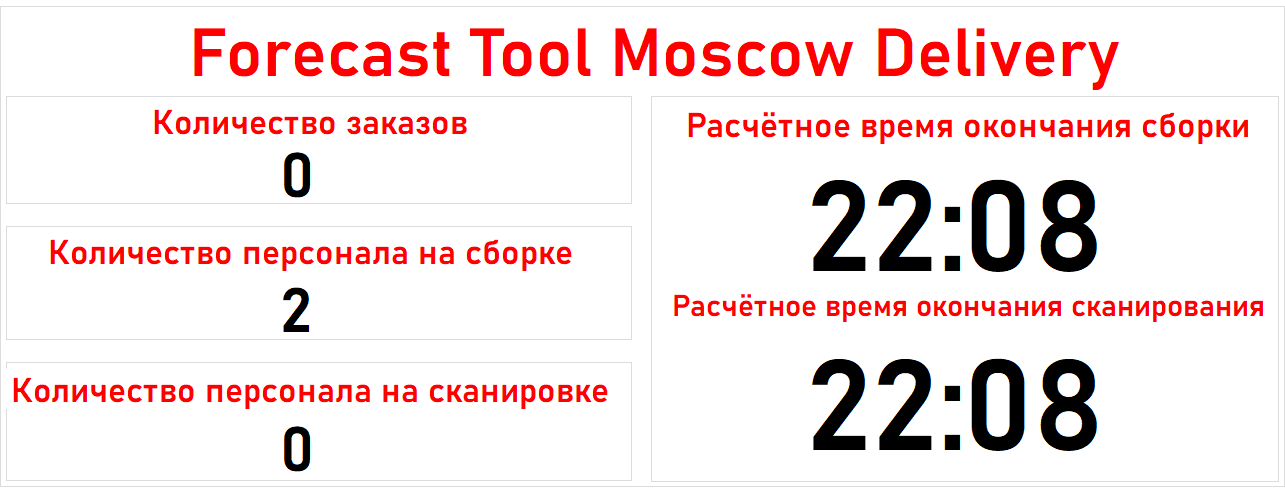 Forecast Tool Moscow Delivery
Количество заказов
0
Количество персонала на сборке
2
Количество персонала на сканировке
0
Расчётное время окончания сборки
22:08
Расчётное время окончания сканирования
22:08